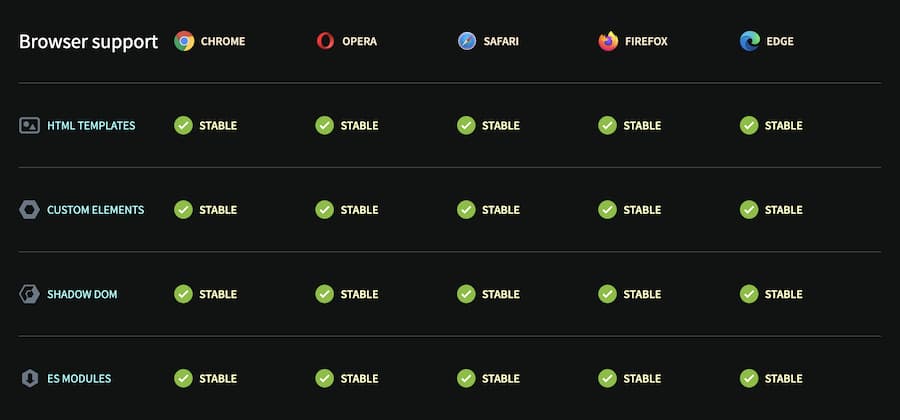 Browser support CHROME OPERA SAFARI FIREFOX EDGE
HTML TEMPLATES STABLE STABLE STABLE STABLE STABLE
CUSTOM ELEMENTS STABLE STABLE STABLE STABLE STABLE
SHADOW DOM STABLE STABLE STABLE STABLE STABLE
ES MODULES STABLE STABLE STABLE STABLE STABLE